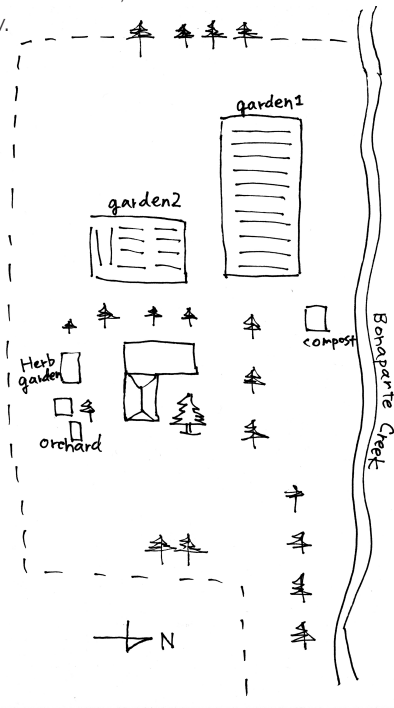 garden1
garden2
compost
Bonaparte Creek
Herb
garden
orchard
N